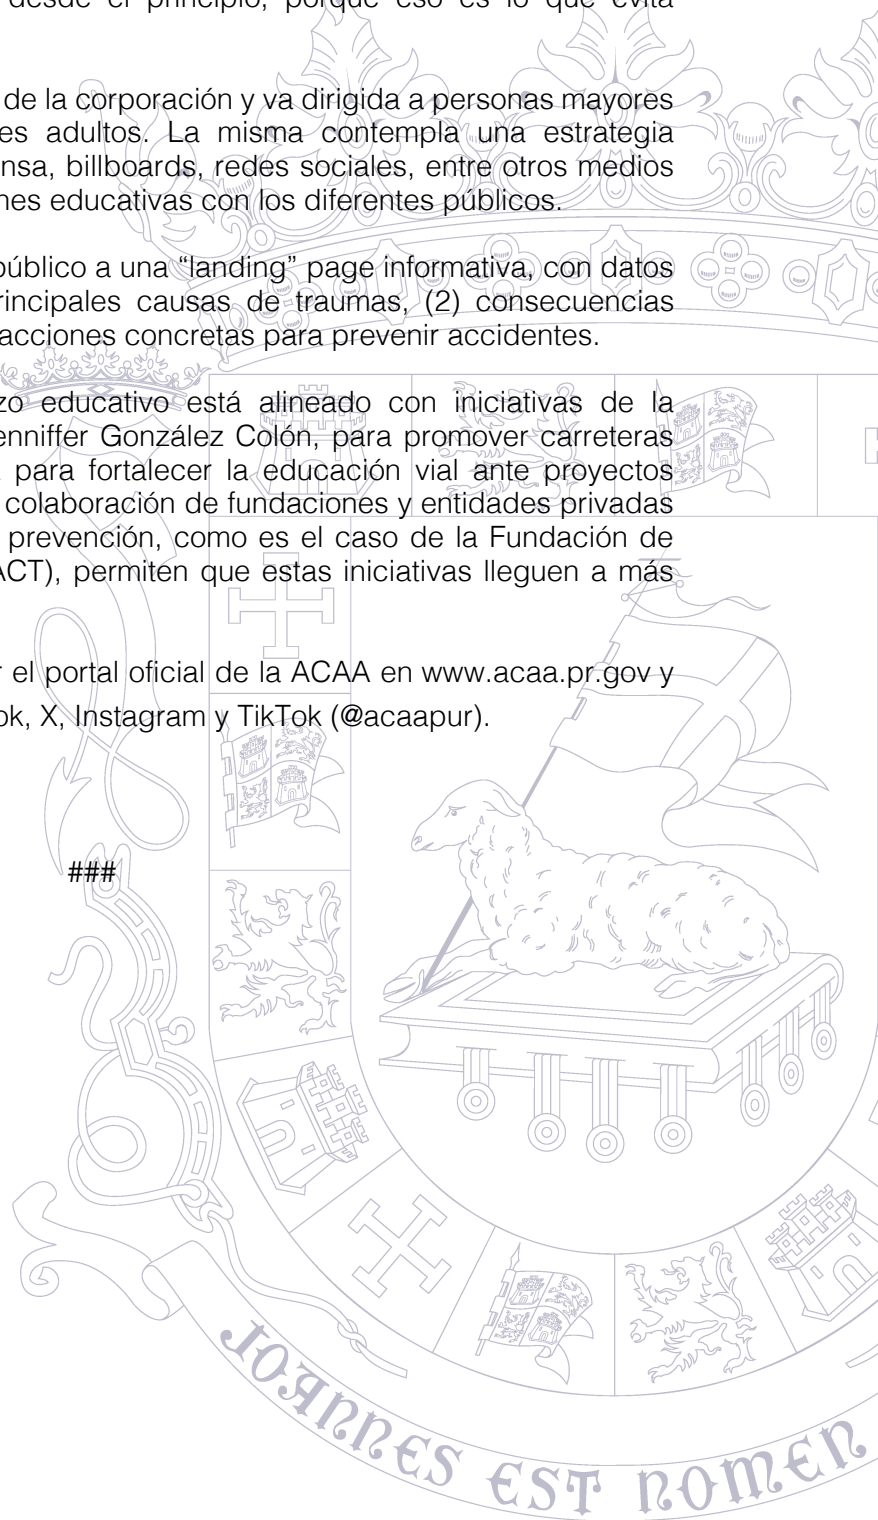 desde el principio, porque eso es lo que evita
de la corporación y va dirigida a personas mayores
es adultos. La misma contempla una estrategia
nsa, billboards, redes sociales, entre otros medios
nes educativas con los diferentes públicos.
público a una “landing” page informativa, con datos
rincipales causas de traumas, (2) consecuencias
acciones concretas para prevenir accidentes.
zo educativo está alineado con iniciativas de la
enniffer González Colón, para promover carreteras
para fortalecer la educación vial ante proyectos
colaboración de fundaciones y entidades privadas
prevención, como es el caso de la Fundación de
ACT), permiten que estas iniciativas lleguen a más
r el portal oficial de la ACAA en www.acaa.pr.gov y
ok, X, Instagram y TikTok (@acaapur).
###
JOANNES EST NOMEN